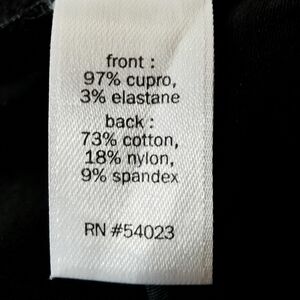 front :
97% cupro,
3% elastane
back :
73% cotton,
18% nylon,
9% spandex
RN #54023